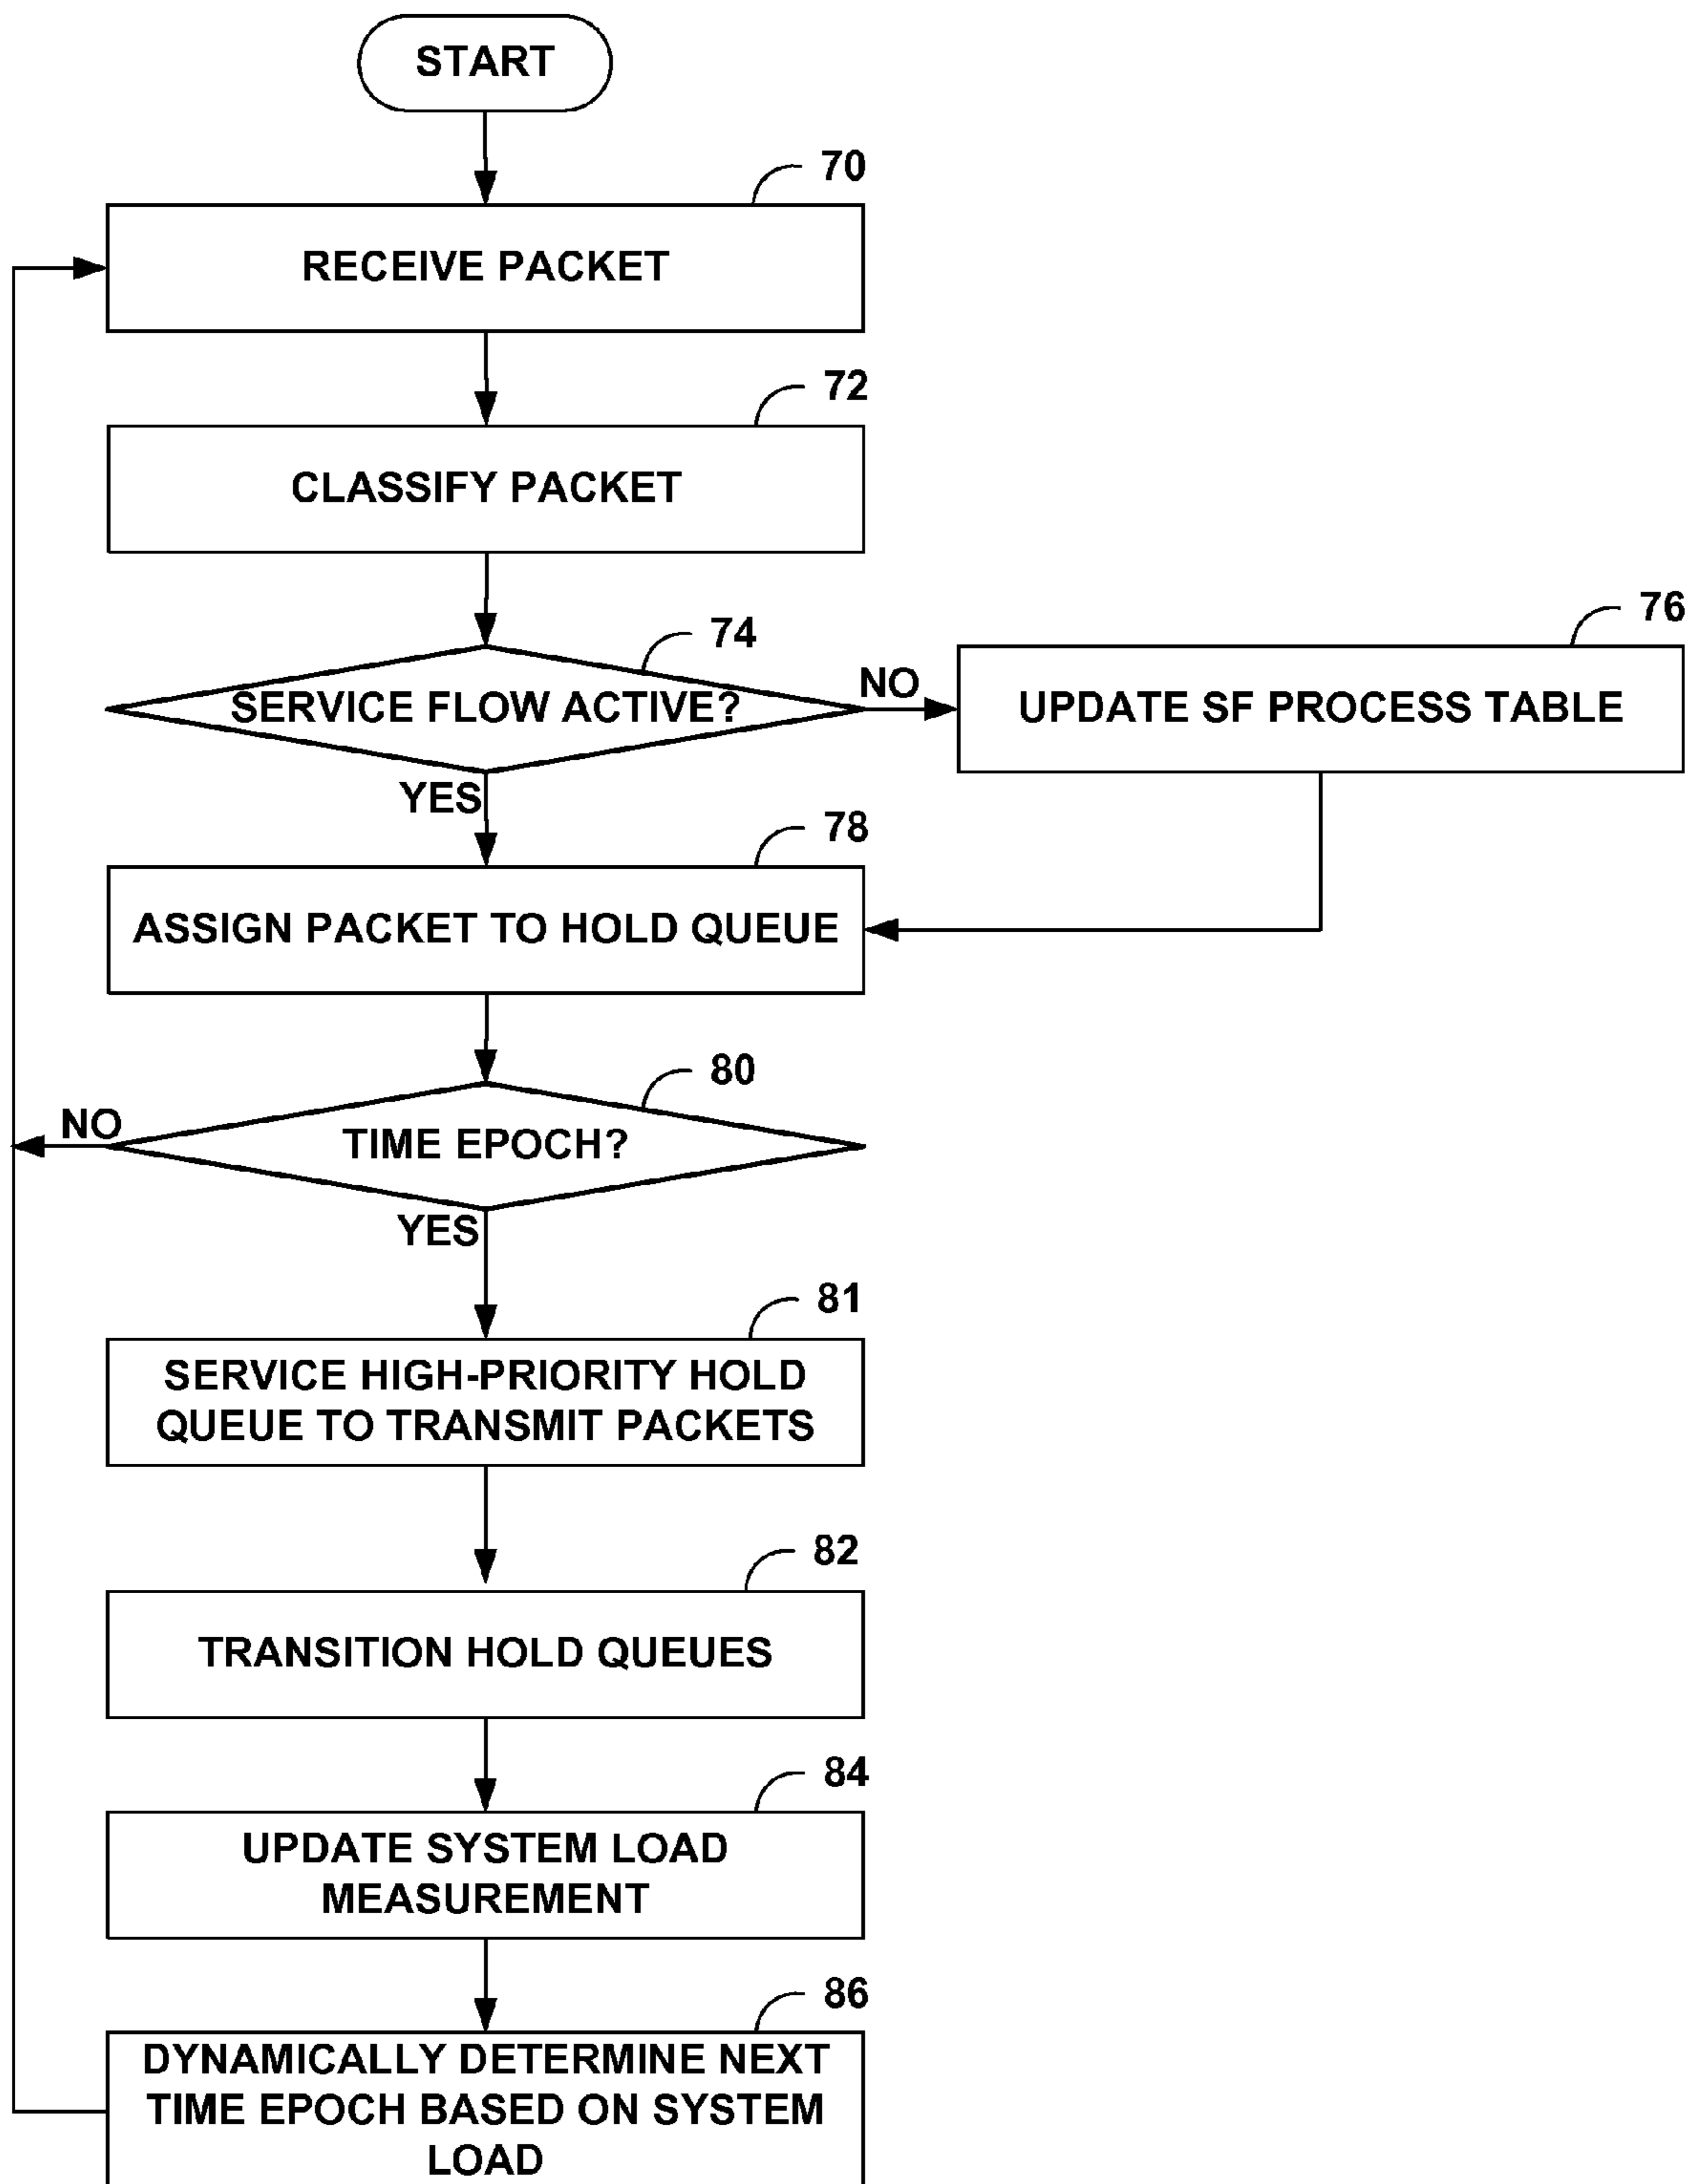 START
70
RECEIVE PACKET
72
CLASSIFY PACKET
74
SERVICE FLOW ACTIVE?
NO
76
UPDATE SF PROCESS TABLE
YES
78
ASSIGN PACKET TO HOLD QUEUE
80
TIME EPOCH?
NO
YES
81
SERVICE HIGH-PRIORITY HOLD
QUEUE TO TRANSMIT PACKETS
82
TRANSITION HOLD QUEUES
84
UPDATE SYSTEM LOAD
MEASUREMENT
86
DYNAMICALLY DETERMINE NEXT
TIME EPOCH BASED ON SYSTEM
LOAD